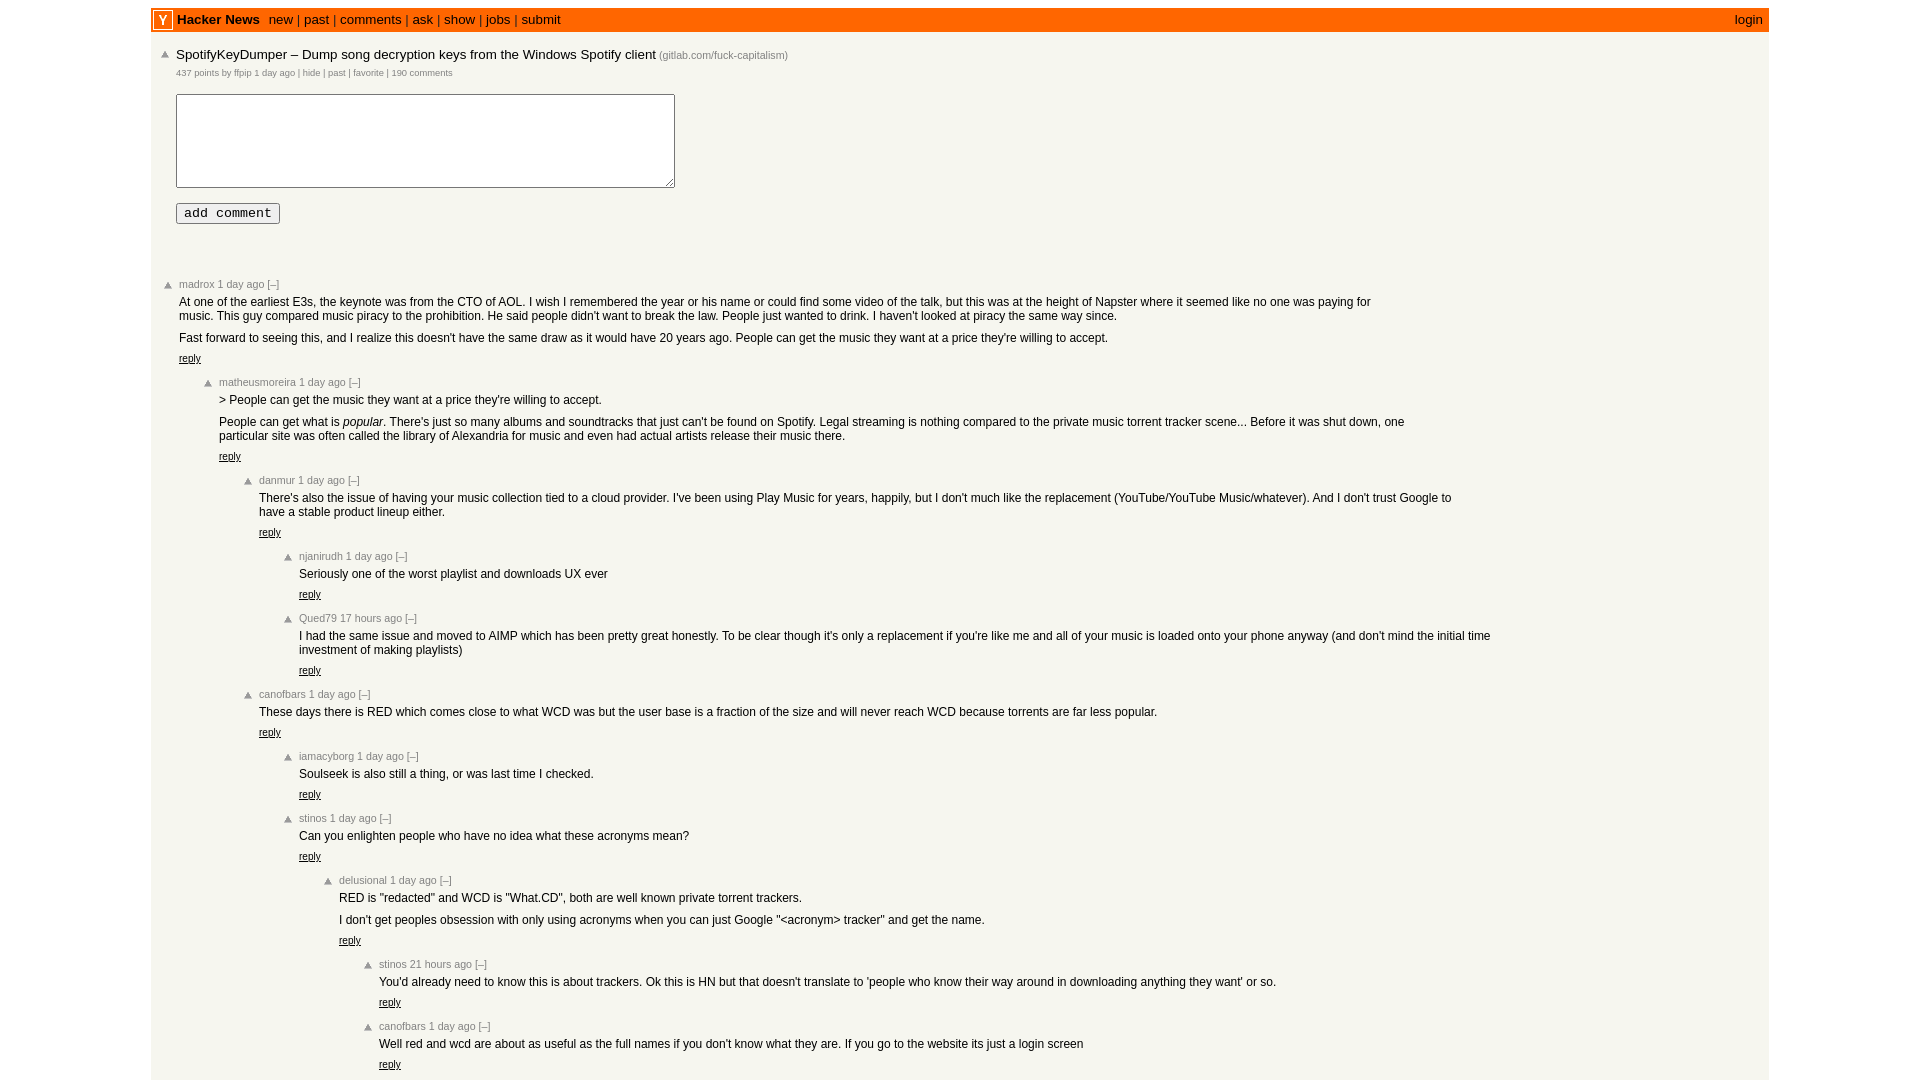 Y Hacker News new | past | comments | ask | show | jobs | submit login
SpotifyKeyDumper – Dump song decryption keys from the Windows Spotify client (gitlab.com/fuck-capitalism)
437 points by ffpip 1 day ago | hide | past | favorite | 190 comments
add comment
madrox 1 day ago [–]
At one of the earliest E3s, the keynote was from the CTO of AOL. I wish I remembered the year or his name or could find some video of the talk, but this was at the height of Napster where it seemed like no one was paying for
music. This guy compared music piracy to the prohibition. He said people didn't want to break the law. People just wanted to drink. I haven't looked at piracy the same way since.
Fast forward to seeing this, and I realize this doesn't have the same draw as it would have 20 years ago. People can get the music they want at a price they're willing to accept.
reply
matheusmoreira 1 day ago [–]
> People can get the music they want at a price they're willing to accept.
People can get what is popular. There's just so many albums and soundtracks that just can't be found on Spotify. Legal streaming is nothing compared to the private music torrent tracker scene... Before it was shut down, one
particular site was often called the library of Alexandria for music and even had actual artists release their music there.
reply
danmur 1 day ago [–]
There's also the issue of having your music collection tied to a cloud provider. I've been using Play Music for years, happily, but I don't much like the replacement (YouTube/YouTube Music/whatever). And I don't trust Google to
have a stable product lineup either.
reply
njanirudh 1 day ago [–]
Seriously one of the worst playlist and downloads UX ever
reply
Qued79 17 hours ago [–]
I had the same issue and moved to AIMP which has been pretty great honestly. To be clear though it's only a replacement if you're like me and all of your music is loaded onto your phone anyway (and don't mind the initial time
investment of making playlists)
reply
canofbars 1 day ago [–]
These days there is RED which comes close to what WCD was but the user base is a fraction of the size and will never reach WCD because torrents are far less popular.
reply
iamacyborg 1 day ago [–]
Soulseek is also still a thing, or was last time I checked.
reply
stinos 1 day ago [–]
Can you enlighten people who have no idea what these acronyms mean?
reply
delusional 1 day ago [–]
RED is "redacted" and WCD is "What.CD", both are well known private torrent trackers.
I don't get peoples obsession with only using acronyms when you can just Google "<acronym> tracker" and get the name.
reply
stinos 21 hours ago [–]
You'd already need to know this is about trackers. Ok this is HN but that doesn't translate to 'people who know their way around in downloading anything they want' or so.
reply
canofbars 1 day ago [–]
Well red and wcd are about as useful as the full names if you don't know what they are. If you go to the website its just a login screen
reply